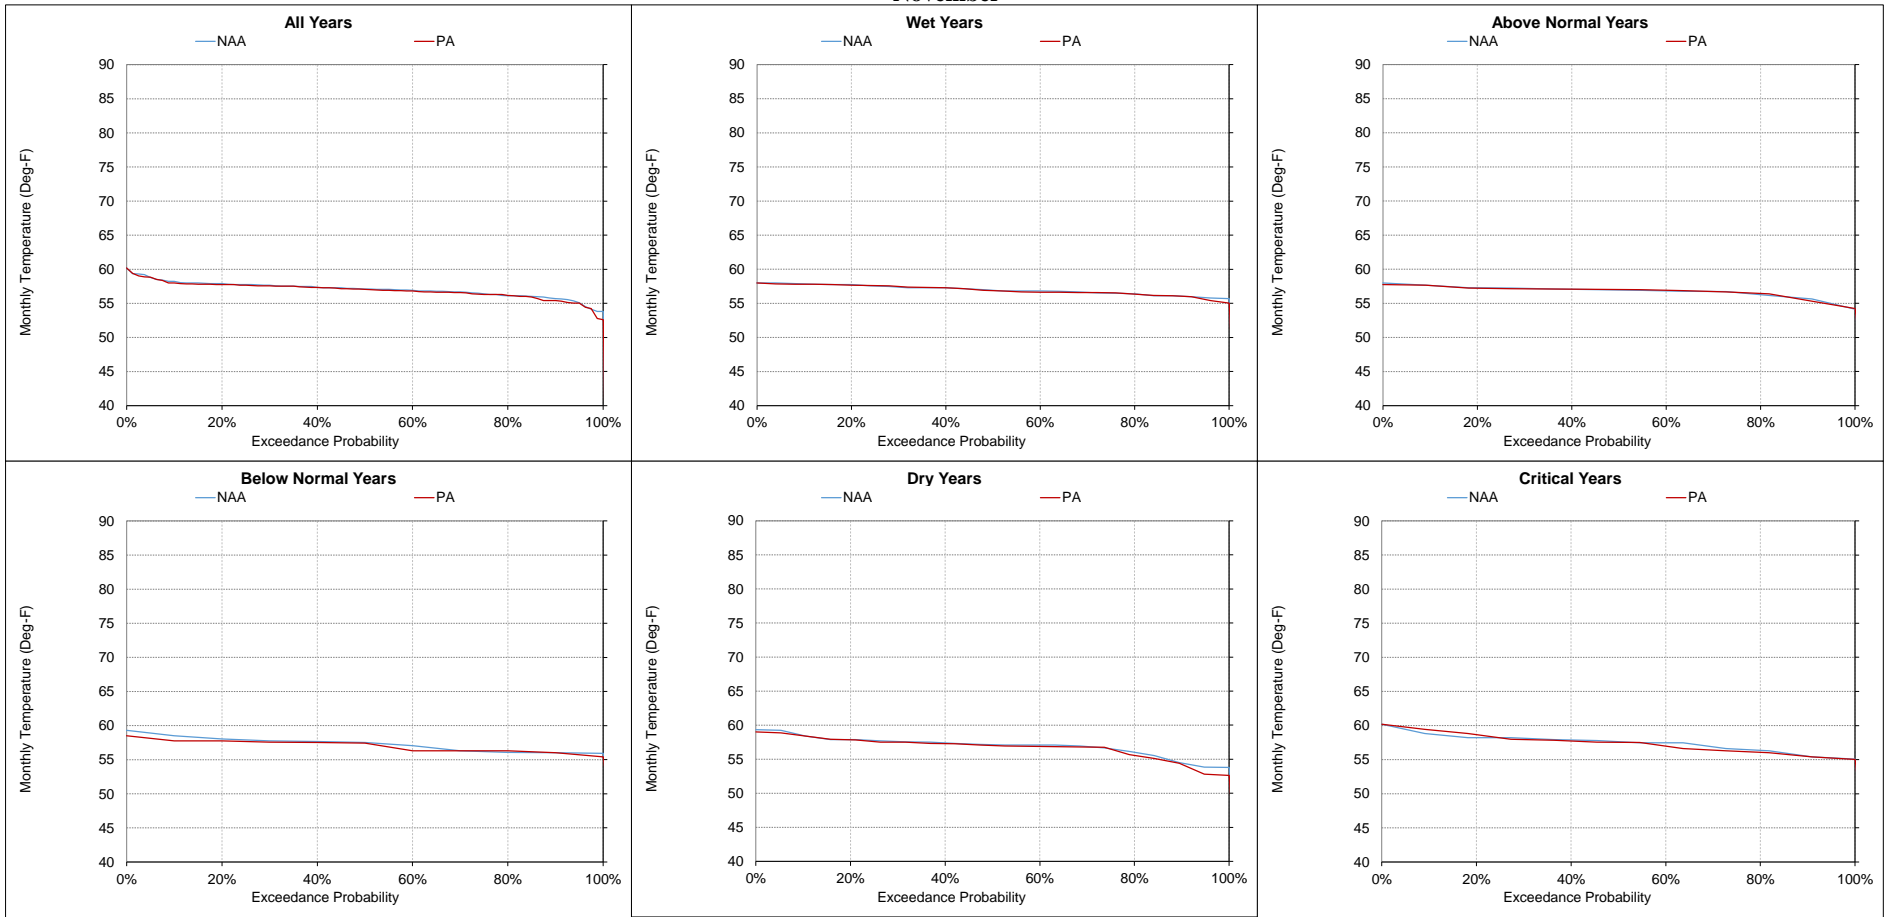 All Years
NAA PA
Monthly Temperature (Deg-F)
90
85
80
75
70
65
60
55
50
45
40
0% 20% 40% 60% 80% 100%
Exceedance Probability
Wet Years
NAA PA
Monthly Temperature (Deg-F)
90
85
80
75
70
65
60
55
50
45
40
0% 20% 40% 60% 80% 100%
Exceedance Probability
Above Normal Years
NAA PA
Monthly Temperature (Deg-F)
90
85
80
75
70
65
60
55
50
45
40
0% 20% 40% 60% 80% 100%
Exceedance Probability
Below Normal Years
NAA PA
Monthly Temperature (Deg-F)
90
85
80
75
70
65
60
55
50
45
40
0% 20% 40% 60% 80% 100%
Exceedance Probability
Dry Years
NAA PA
Monthly Temperature (Deg-F)
90
85
80
75
70
65
60
55
50
45
40
0% 20% 40% 60% 80% 100%
Exceedance Probability
Critical Years
NAA PA
Monthly Temperature (Deg-F)
90
85
80
75
70
65
60
55
50
45
40
0% 20% 40% 60% 80% 100%
Exceedance Probability